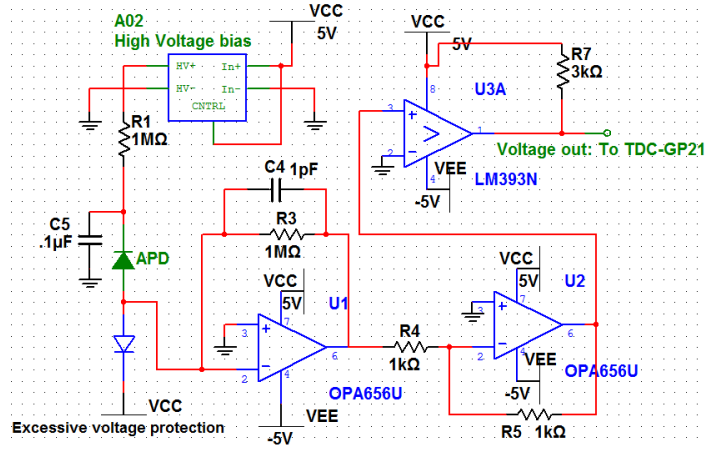 A02
High Voltage bias
VCC
5V
HV+
In+
HV-
In-
CNTRL
R1
1MΩ
C5
.1µF
APD
VCC
Excessive voltage protection
C4
1pF
R3
1MΩ
VCC
5V
U1
3
7
6
2
4
OPA656U
VEE
-5V
R4
1kΩ
VCC
5V
U2
3
7
6
2
4
VEE
OPA656U
-5V
R5
1kΩ
VCC
5V
R7
3kΩ
U3A
8
3
1
2
4
VEE
-5V
LM393N
Voltage out: To TDC-GP21